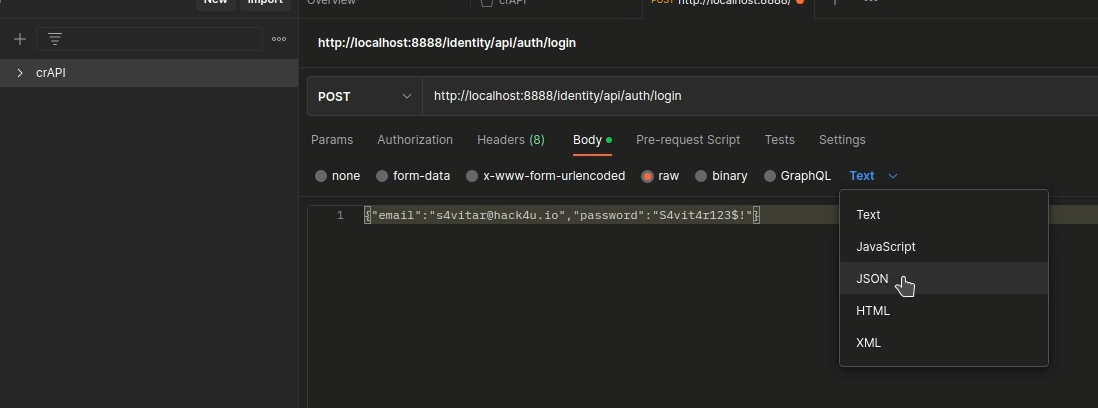 New Import Overview crAPI POST http://localhost:8888/
http://localhost:8888/identity/api/auth/login
crAPI
POST http://localhost:8888/identity/api/auth/login
Params Authorization Headers (8) Body Pre-request Script Tests Settings
none form-data x-www-form-urlencoded raw binary GraphQL Text
1 {"email":"s4vitar@hack4u.io","password":"S4vit4r123$!"}
Text
JavaScript
JSON
HTML
XML